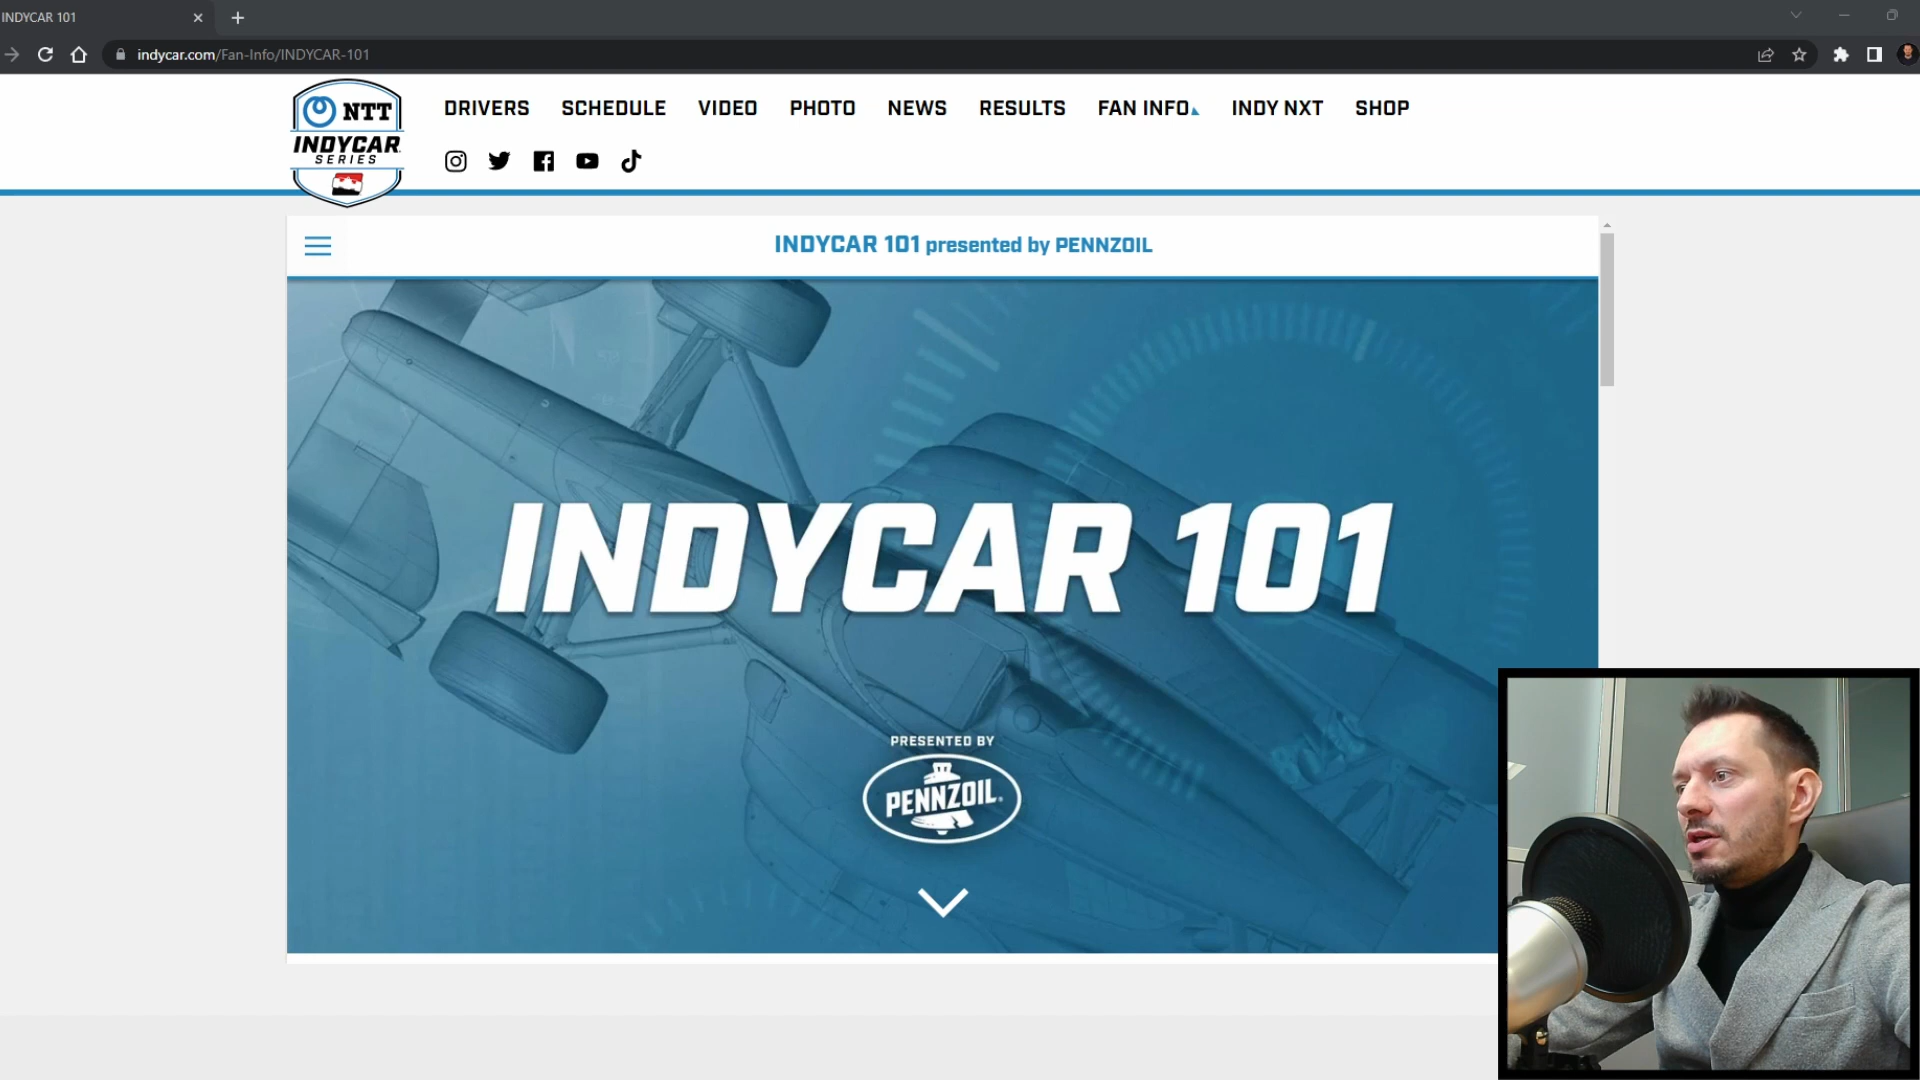 INDYCAR 101
indycar.com/Fan-Info/INDYCAR-101
NTT
INDYCAR
SERIES
DRIVERS SCHEDULE VIDEO PHOTO NEWS RESULTS FAN INFO INDY NXT SHOP
INDYCAR 101 presented by PENNZOIL
INDYCAR 101
PRESENTED BY
PENNZOIL